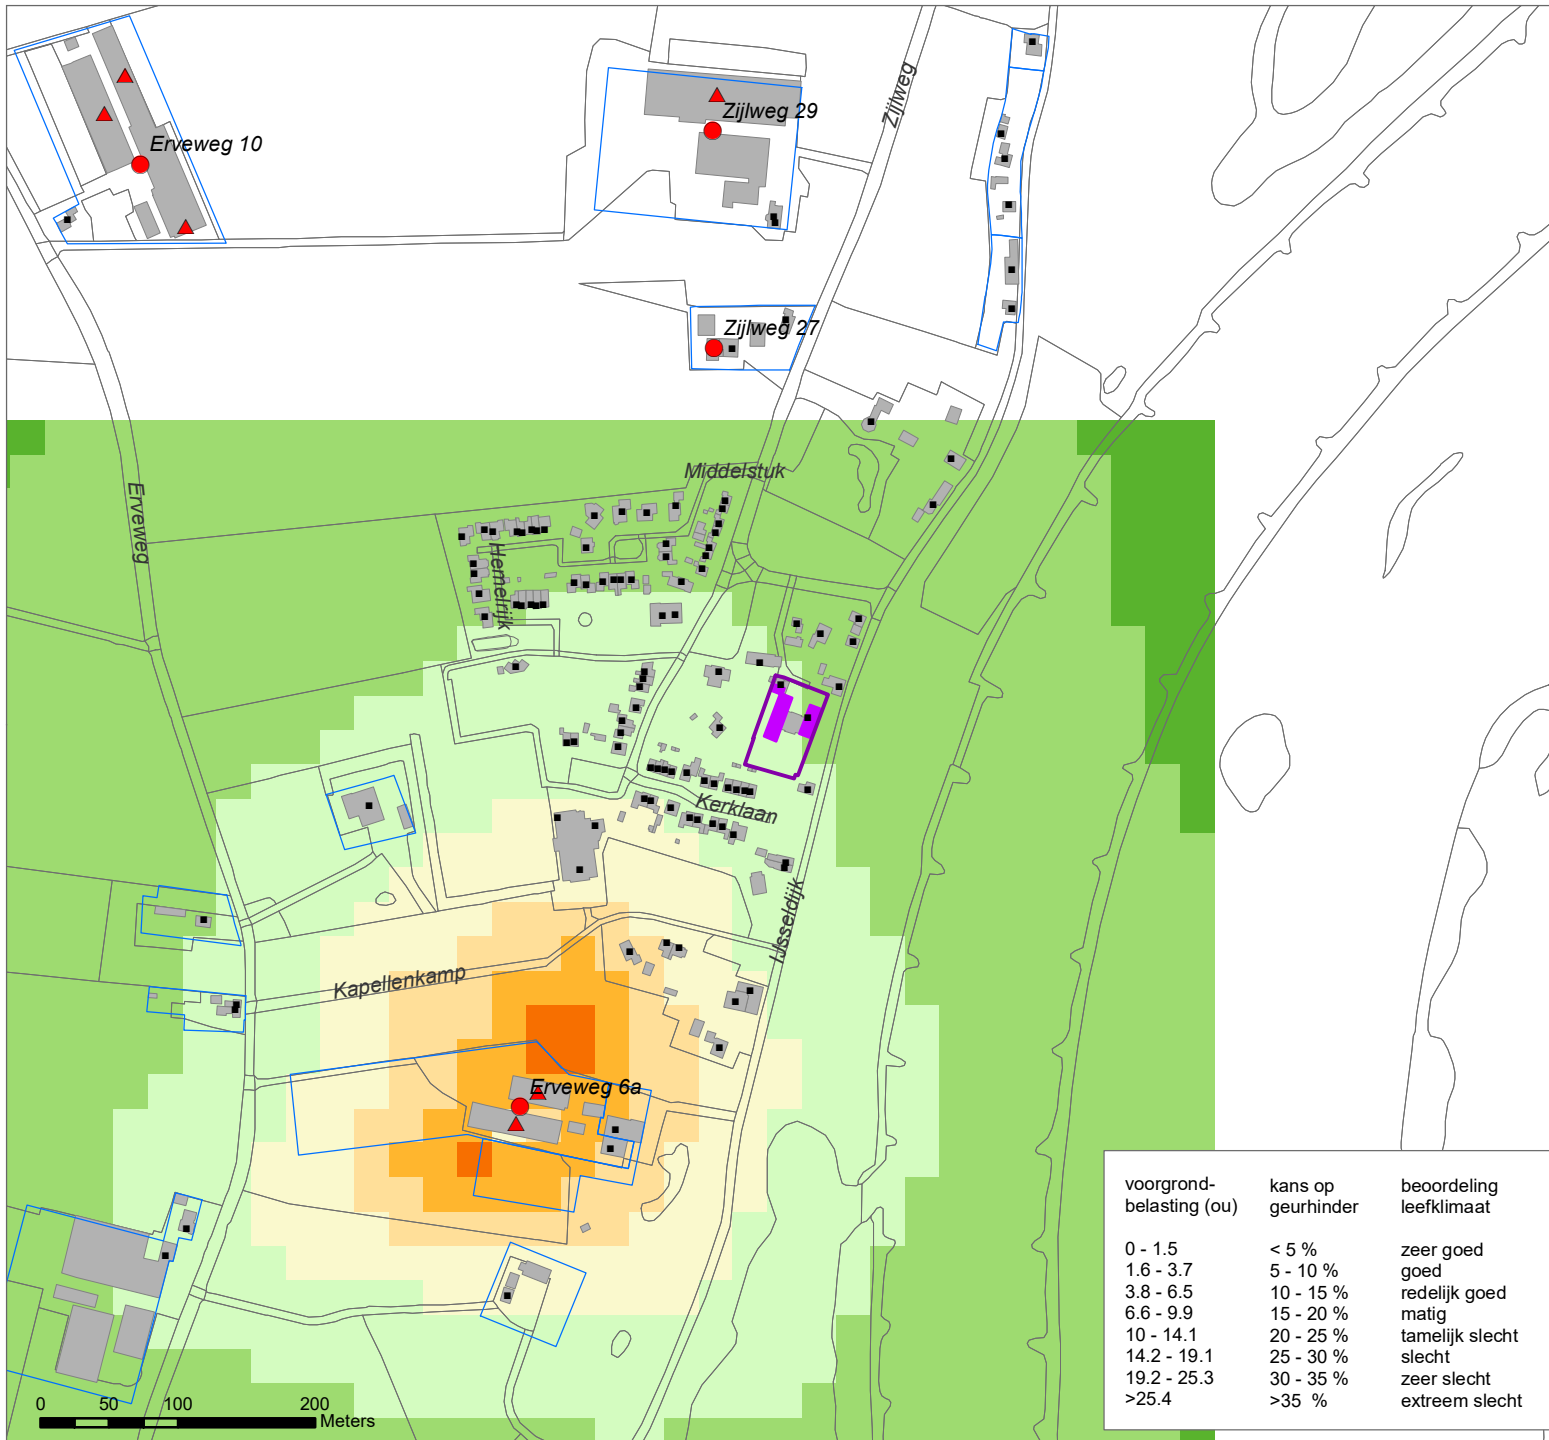 Zijlweg
Zijlweg 29
Erveweg 10
Zijlweg 27
Middelstuk
Erveweg
Hemelrijk
Kerklaan
IJsseldijk
Kapellenkamp
Erveweg 6a
voorgrond- kans op beoordeling
belasting (ou) geurhinder leefklimaat
0 - 1.5 < 5 % zeer goed
1.6 - 3.7 5 - 10 % goed
3.8 - 6.5 10 - 15 % redelijk goed
6.6 - 9.9 15 - 20 % matig
10 - 14.1 20 - 25 % tamelijk slecht
14.2 - 19.1 25 - 30 % slecht
19.2 - 25.3 30 - 35 % zeer slecht
>25.4 >35 % extreem slecht
0 50 100 200
Meters